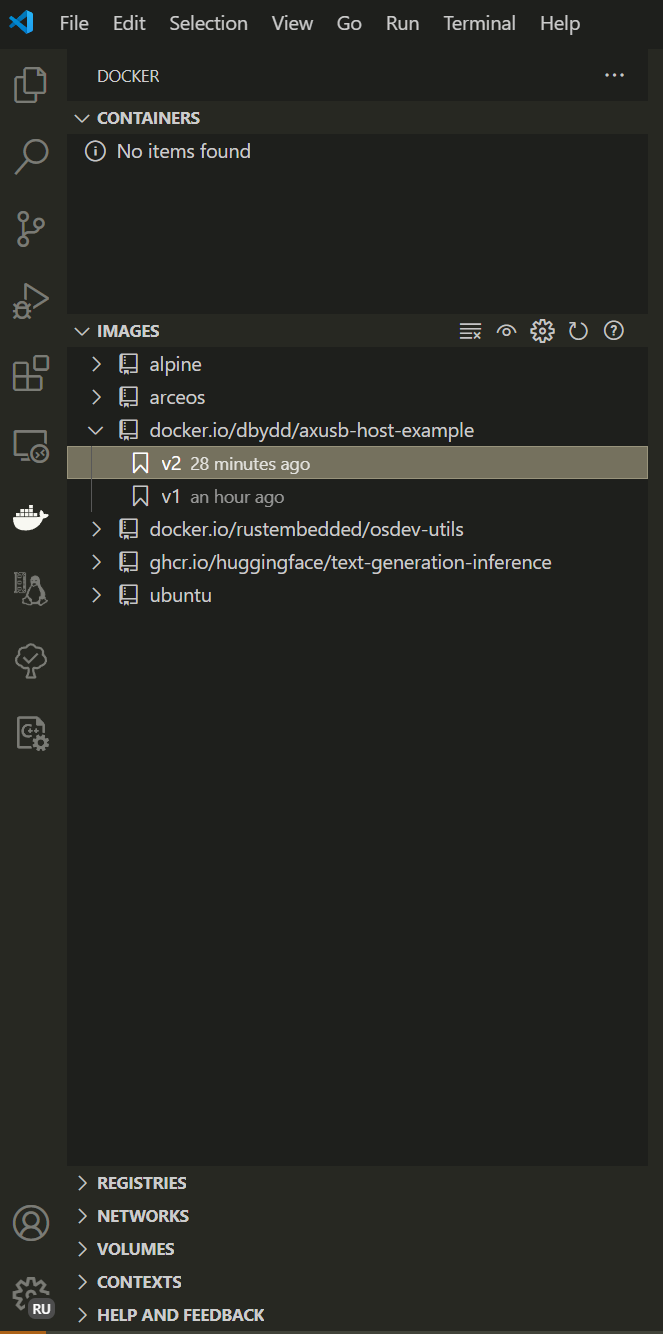 File Edit Selection View Go Run Terminal Help
DOCKER
CONTAINERS
No items found
IMAGES
alpine
arceos
docker.io/dbydd/axusb-host-example
v2 28 minutes ago
v1 an hour ago
docker.io/rustembedded/osdev-utils
ghcr.io/huggingface/text-generation-inference
ubuntu
REGISTRIES
NETWORKS
VOLUMES
CONTEXTS
RU
HELP AND FEEDBACK